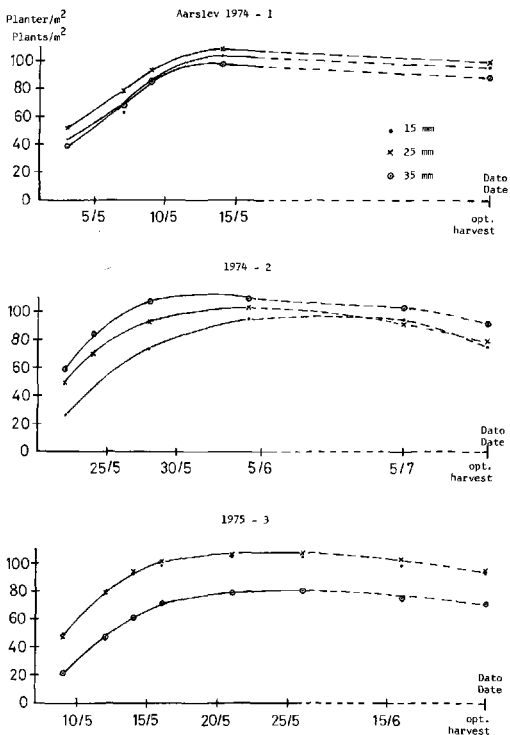 Aarslev 1974 - 1
Planter/m²
Plants/m²
100
80
60
40
20
0
15 mm
25 mm
35 mm
Dato
Date
5/5 10/5 15/5 opt.
harvest
1974 - 2
100
80
60
40
20
0
Dato
Date
25/5 30/5 5/6 5/7 opt.
harvest
1975 - 3
100
80
60
40
20
0
Dato
Date
10/5 15/5 20/5 25/5 15/6 opt.
harvest